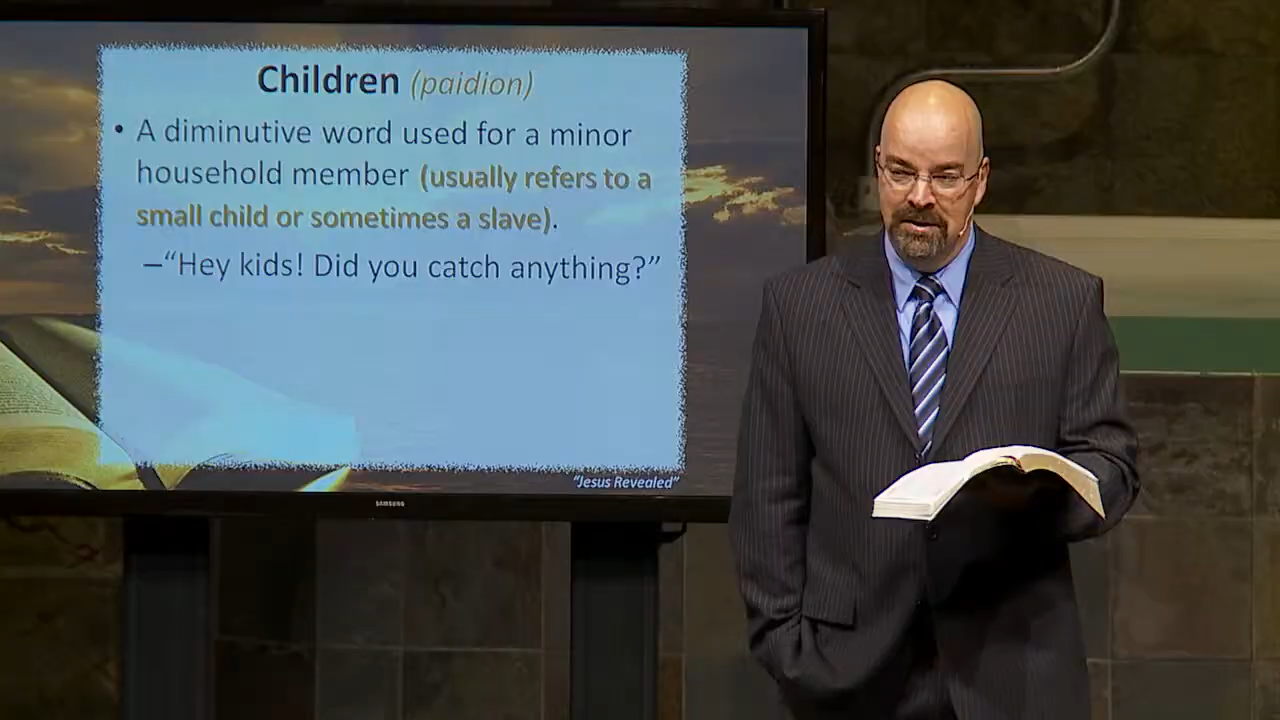 Children (paidion)
• A diminutive word used for a minor
household member (usually refers to a
small child or sometimes a slave).
–“Hey kids! Did you catch anything?”
“Jesus Revealed”
SAMSUNG